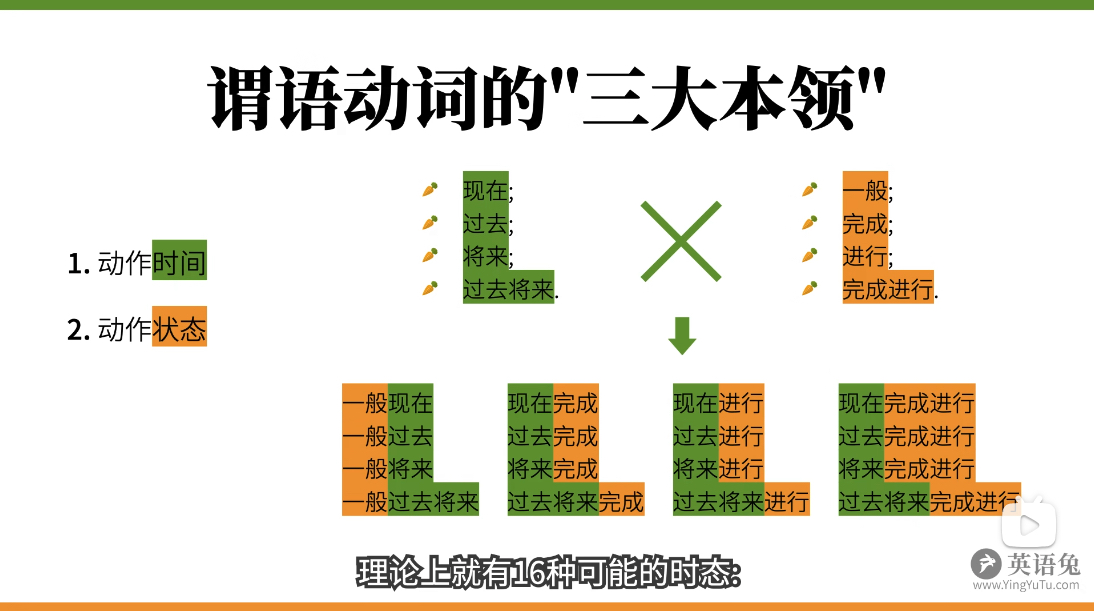 谓语动词的"三大本领"
1. 动作时间
2. 动作状态
现在;
过去;
将来;
过去将来.
一般;
完成;
进行;
完成进行.
一般现在
一般过去
一般将来
一般过去将来
现在完成
过去完成
将来完成
过去将来完成
现在进行
过去进行
将来进行
过去将来进行
现在完成进行
过去完成进行
将来完成进行
过去将来完成进行
理论上就有16种可能的时态:
英语兔
www.YingYuTu.com